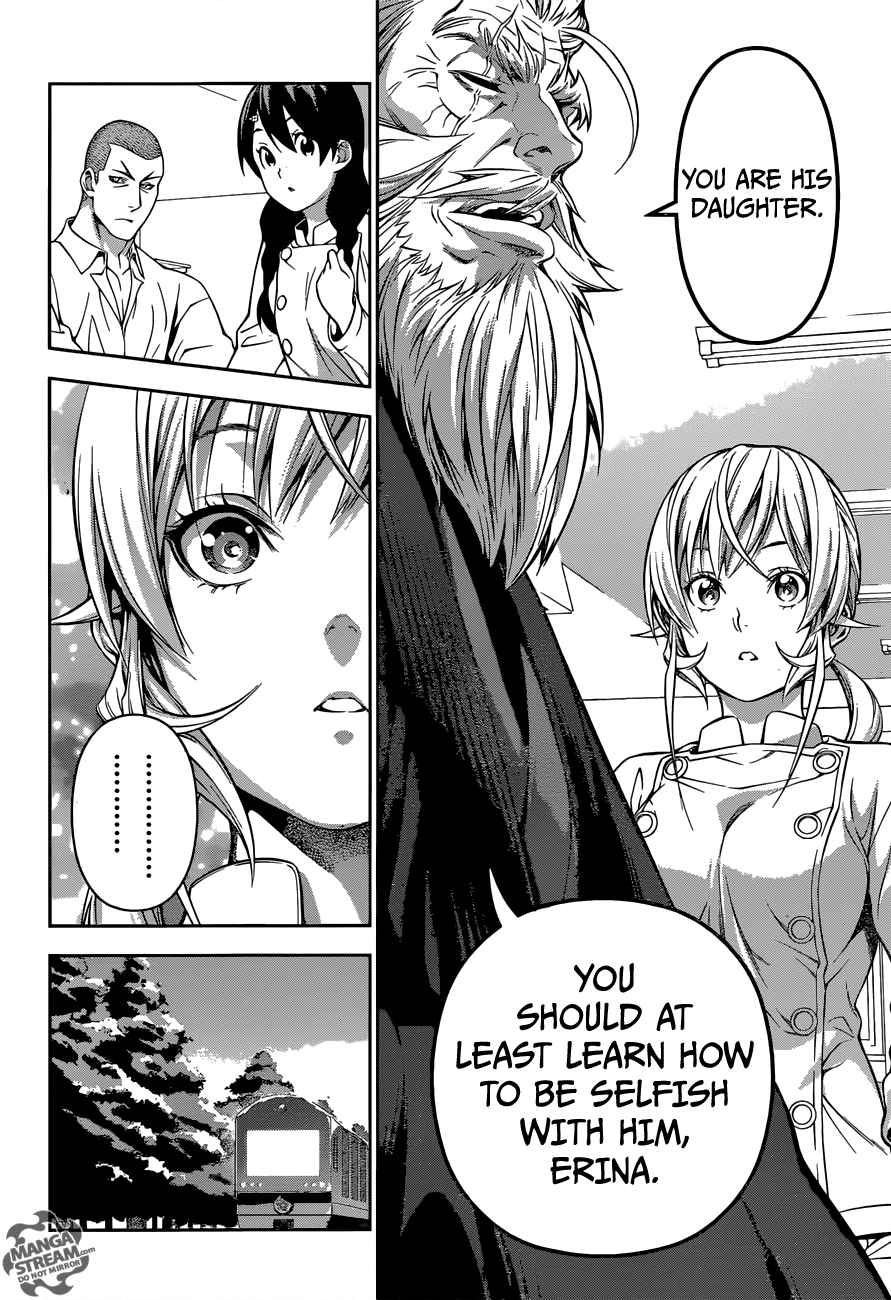 YOU ARE HIS
DAUGHTER.
YOU
SHOULD AT
LEAST LEARN HOW
TO BE SELFISH
WITH HIM,
ERINA.
.........
.........
MANGA
STREAM.com
DO NOT MIRROR!